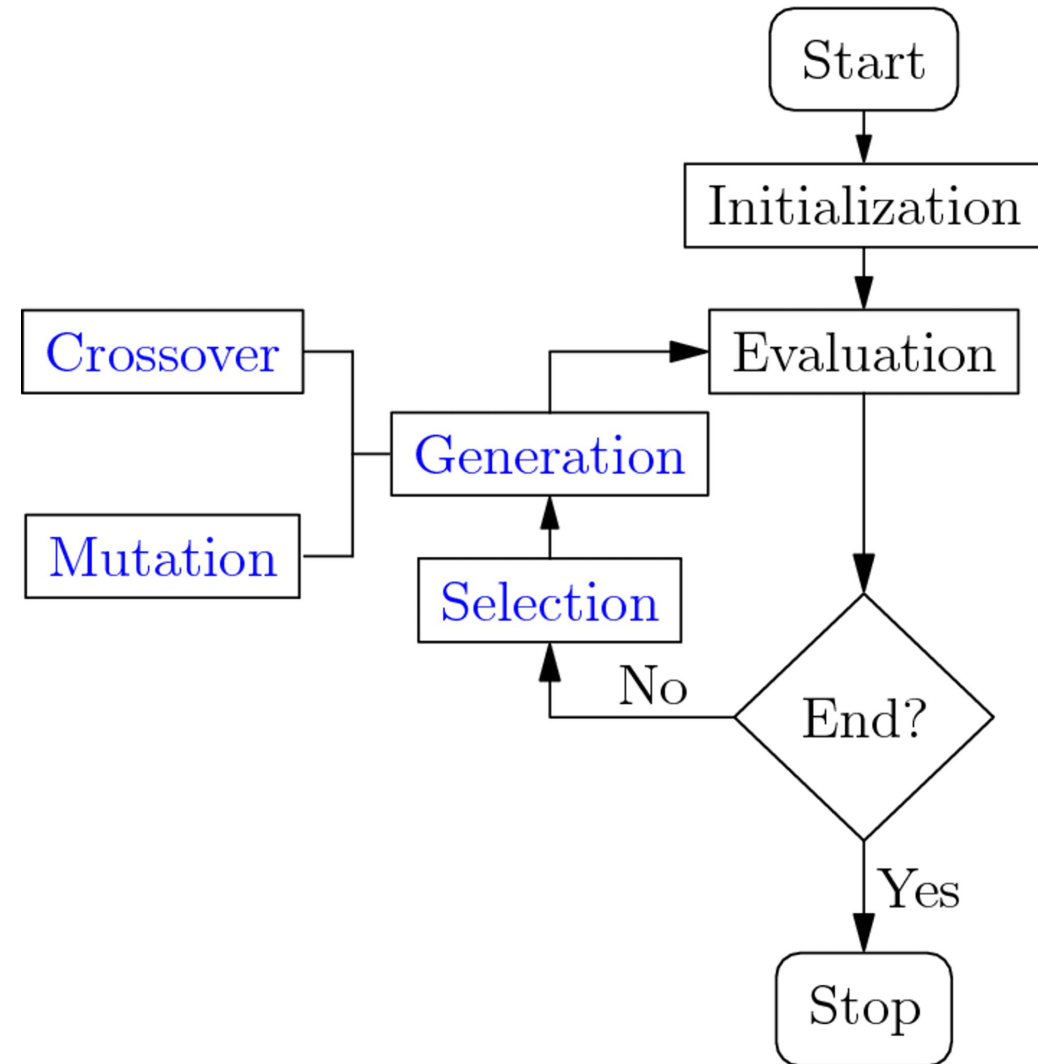 Start
Initialization
Crossover
Evaluation
Generation
Mutation
Selection
No
End?
Yes
Stop